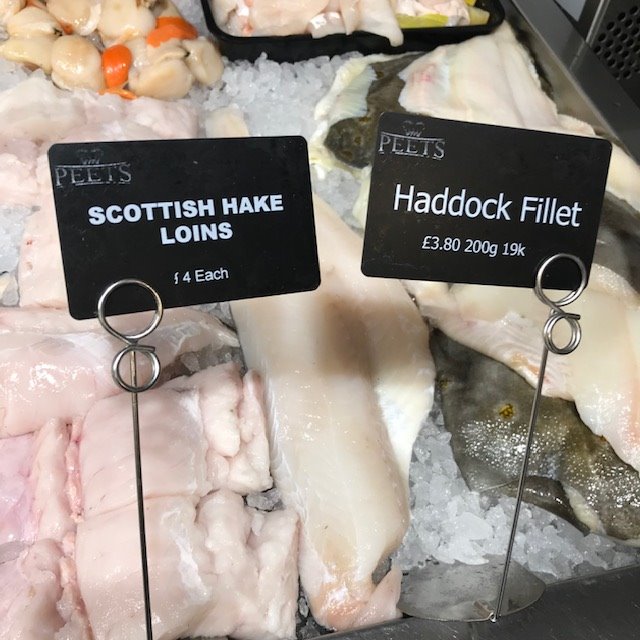 PEETS
SCOTTISH HAKE
LOINS
£4 Each
PEETS
Haddock Fillet
£3.80 200g 19k